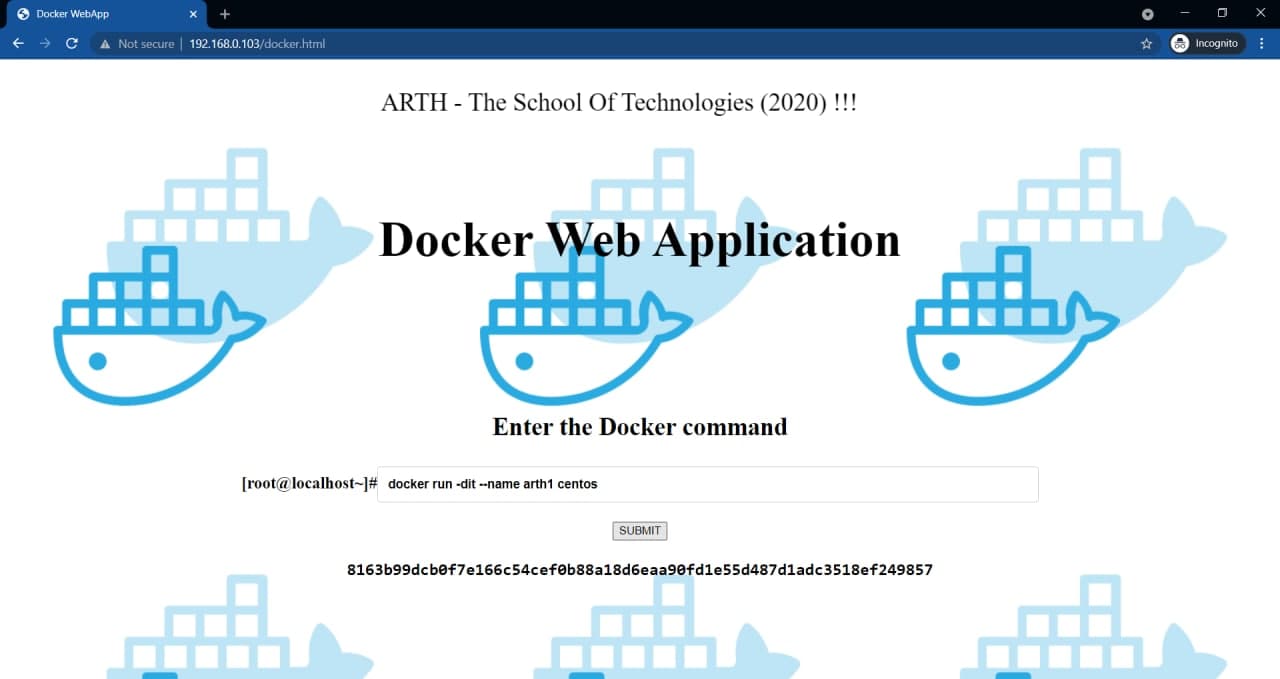 Docker WebApp
Not secure | 192.168.0.103/docker.html
Incognito
ARTH - The School Of Technologies (2020) !!!
Docker Web Application
Enter the Docker command
[root@localhost~]# docker run -dit --name arth1 centos
SUBMIT
8163b99dcb0f7e166c54cef0b88a18d6eaa90fd1e55d487d1adc3518ef249857